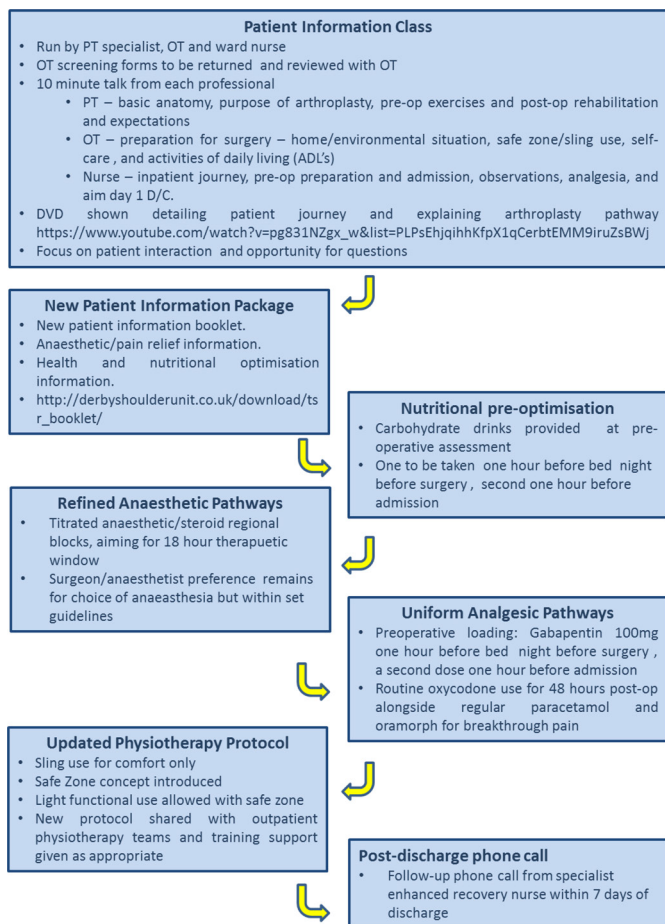 Patient Information Class
• Run by PT specialist, OT and ward nurse
• OT screening forms to be returned and reviewed with OT
• 10 minute talk from each professional
• PT – basic anatomy, purpose of arthroplasty, pre-op exercises and post-op rehabilitation
and expectations
• OT – preparation for surgery – home/environmental situation, safe zone/sling use, self-
care , and activities of daily living (ADL's)
• Nurse – inpatient journey, pre-op preparation and admission, observations, analgesia, and
aim day 1 D/C.
• DVD shown detailing patient journey and explaining arthroplasty pathway
https://www.youtube.com/watch?v=pg831NZgx_w&list=PLPsEhjqihhKfpX1qCerbtEMM9iruZsBWj
• Focus on patient interaction and opportunity for questions
New Patient Information Package
• New patient information booklet.
• Anaesthetic/pain relief information.
• Health and nutritional optimisation
information.
• http://derbyshoulderunit.co.uk/download/ts
r_booklet/
Nutritional pre-optimisation
• Carbohydrate drinks provided at pre-
operative assessment
• One to be taken one hour before bed night
before surgery , second one hour before
admission
Refined Anaesthetic Pathways
• Titrated anaesthetic/steroid regional
blocks, aiming for 18 hour therapuetic
window
• Surgeon/anaesthetist preference remains
for choice of anaeasthesia but within set
guidelines
Uniform Analgesic Pathways
• Preoperative loading: Gabapentin 100mg
one hour before bed night before surgery ,
a second dose one hour before admission
• Routine oxycodone use for 48 hours post-op
alongside regular paracetamol and
oramorph for breakthrough pain
Updated Physiotherapy Protocol
• Sling use for comfort only
• Safe Zone concept introduced
• Light functional use allowed with safe zone
• New protocol shared with outpatient
physiotherapy teams and training support
given as appropriate
Post-discharge phone call
• Follow-up phone call from specialist
enhanced recovery nurse within 7 days of
discharge